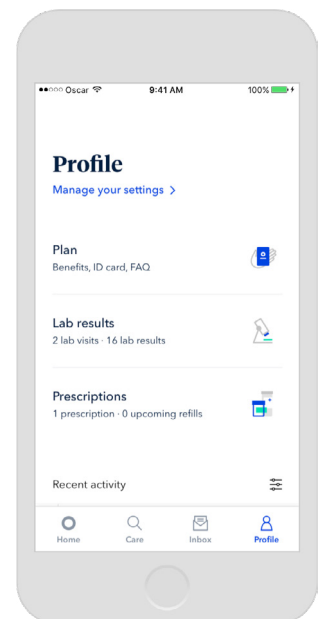 Oscar 9:41 AM 100%
Profile
Manage your settings >
Plan
Benefits, ID card, FAQ
Lab results
2 lab visits · 16 lab results
Prescriptions
1 prescription · 0 upcoming refills
Recent activity
Home Care Inbox Profile